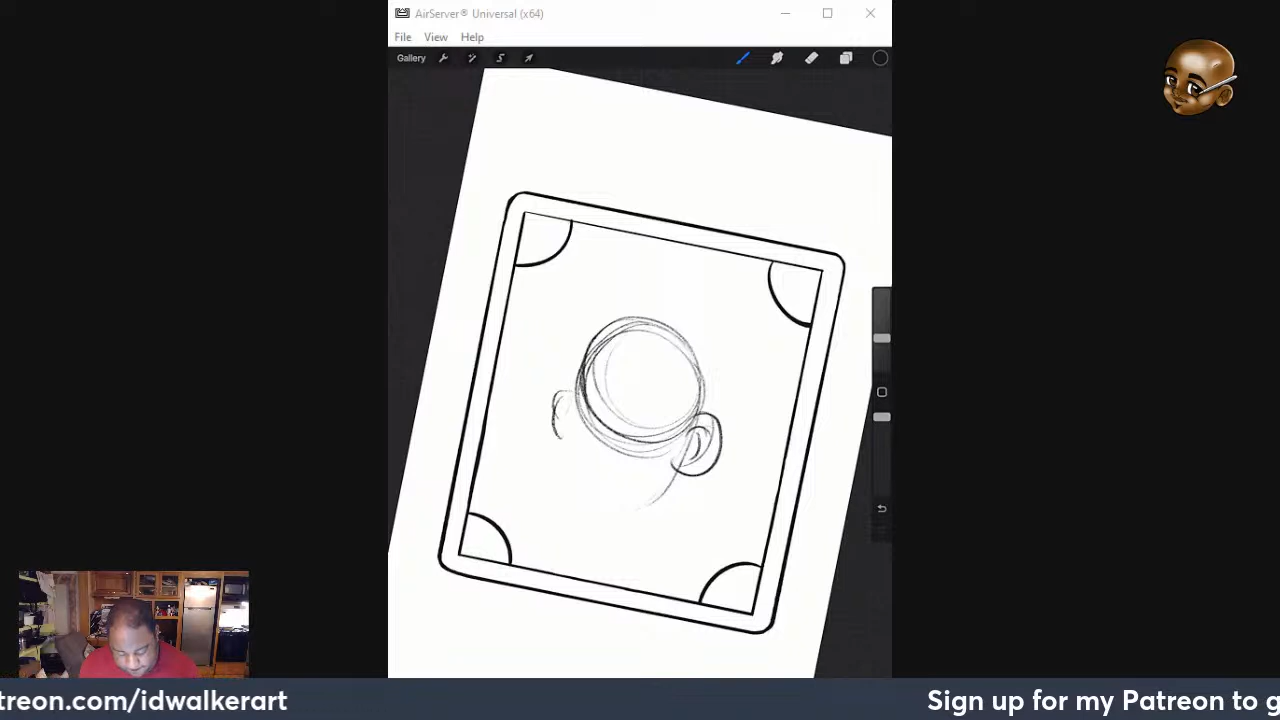 AirServer® Universal (x64)
File View Help
Gallery
treon.com/idwalkerart
Sign up for my Patreon to g